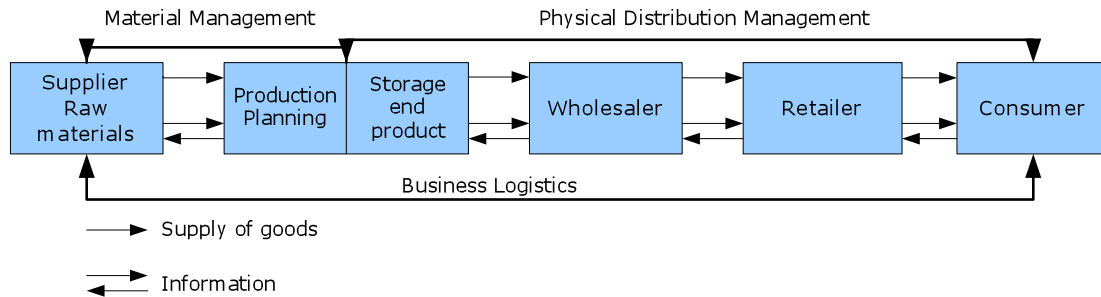 Material Management
Physical Distribution Management
Supplier
Raw
materials
Production
Planning
Storage
end
product
Wholesaler
Retailer
Consumer
Business Logistics
Supply of goods
Information